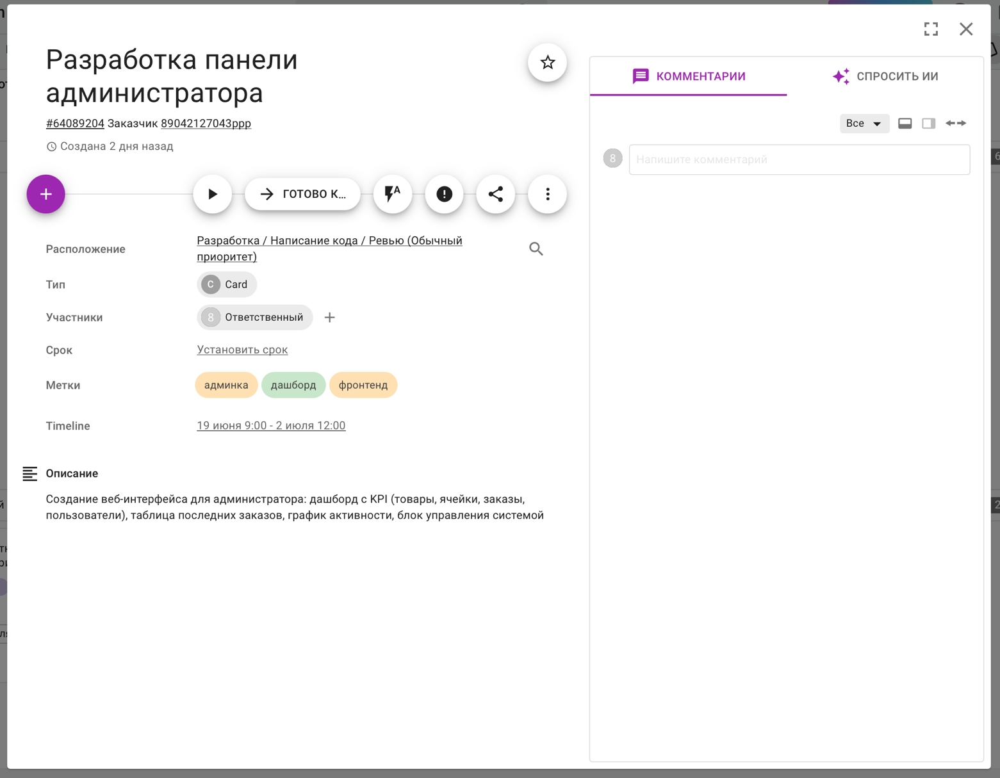 Разработка панели
администратора
#64089204 Заказчик 89042127043ppp
Создана 2 дня назад
ГОТОВО К...
Расположение
Разработка / Написание кода / Ревью (Обычный
приоритет)
Тип
C Card
Участники
8 Ответственный
Срок
Установить срок
Метки
админка дашборд фронтенд
Timeline
19 июня 9:00 - 2 июля 12:00
Описание
Создание веб-интерфейса для администратора: дашборд с KPI (товары, ячейки, заказы,
пользователи), таблица последних заказов, график активности, блок управления системой
КОММЕНТАРИИ
СПРОСИТЬ ИИ
Все
8
Напишите комментарий